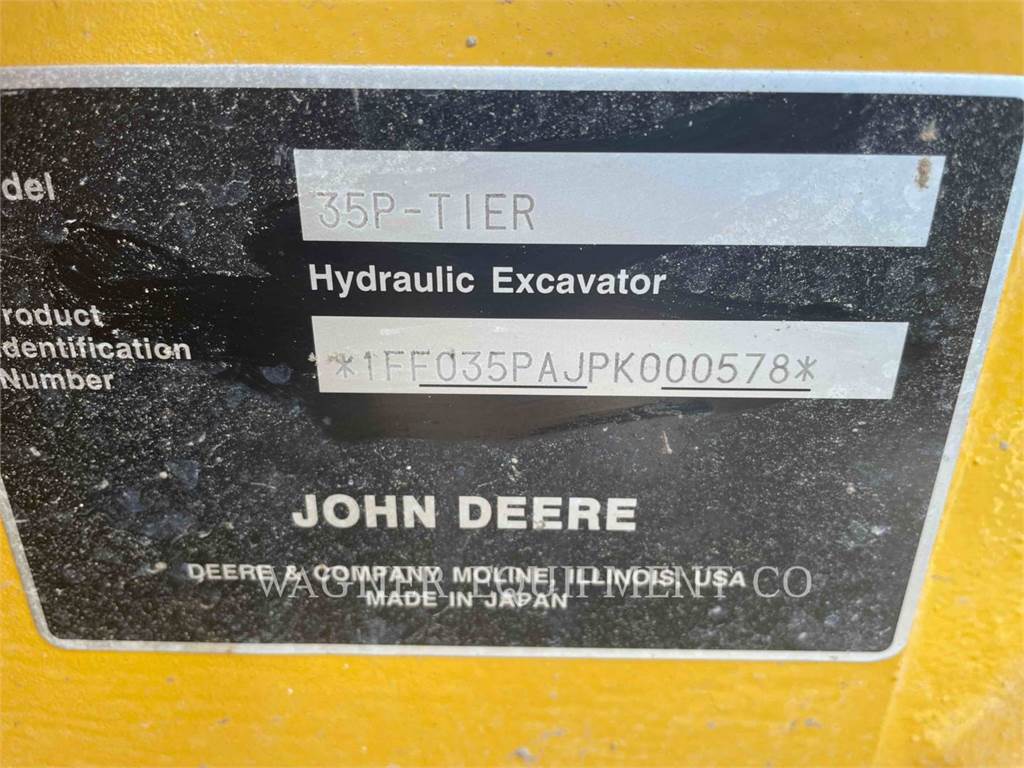 del
35P-TIER
Hydraulic Excavator
roduct
dentification
Number
*1FF035PAJPK000578*
JOHN DEERE
DEERE & COMPANY MOLINE, ILLINOIS, USA
WAGNER EQUIPMENT CO
MADE IN JAPAN